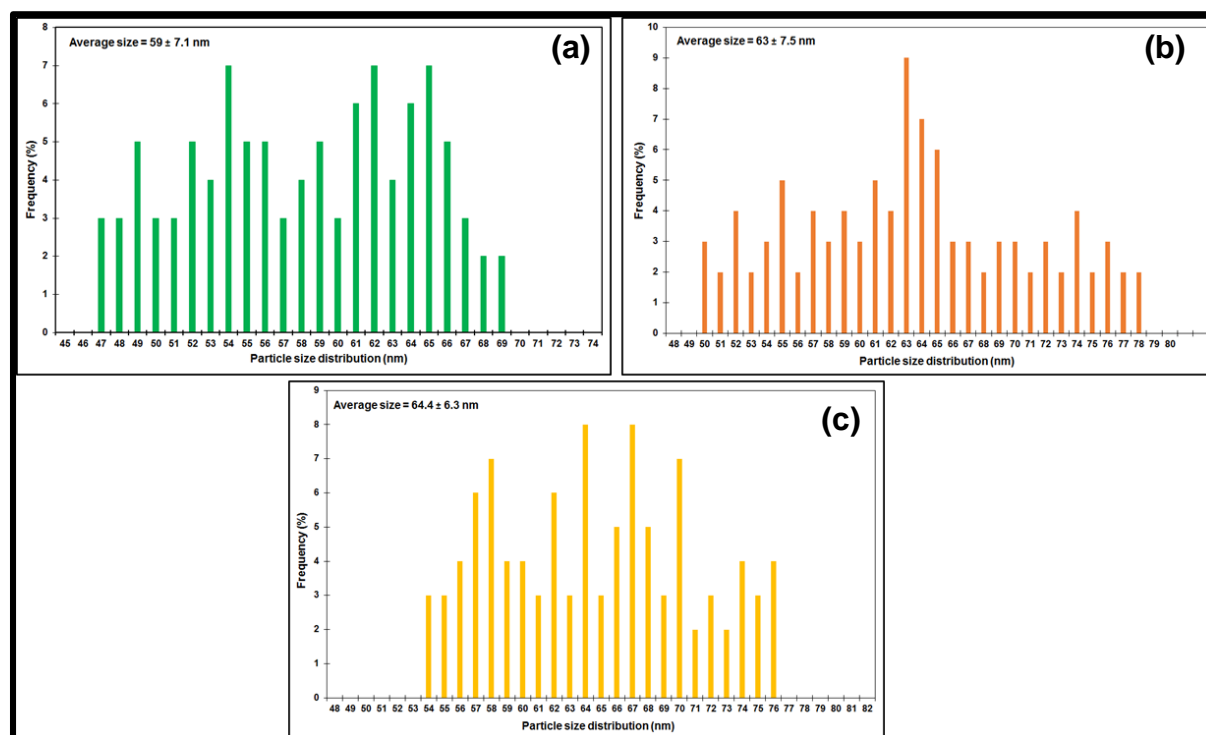 Average size = 59 ± 7.1 nm
(a)
8
7
6
5
4
3
2
1
0
Frequency (%)
45 46 47 48 49 50 51 52 53 54 55 56 57 58 59 60 61 62 63 64 65 66 67 68 69 70 71 72 73 74
Particle size distribution (nm)
Average size = 63 ± 7.5 nm
(b)
10
9
8
7
6
5
4
3
2
1
0
Frequency (%)
48 49 50 51 52 53 54 55 56 57 58 59 60 61 62 63 64 65 66 67 68 69 70 71 72 73 74 75 76 77 78 79 80
Particle size distribution (nm)
Average size = 64.4 ± 6.3 nm
(c)
9
8
7
6
5
4
3
2
1
0
Frequency (%)
48 49 50 51 52 53 54 55 56 57 58 59 60 61 62 63 64 65 66 67 68 69 70 71 72 73 74 75 76 77 78 79 80 81 82
Particle size distribution (nm)